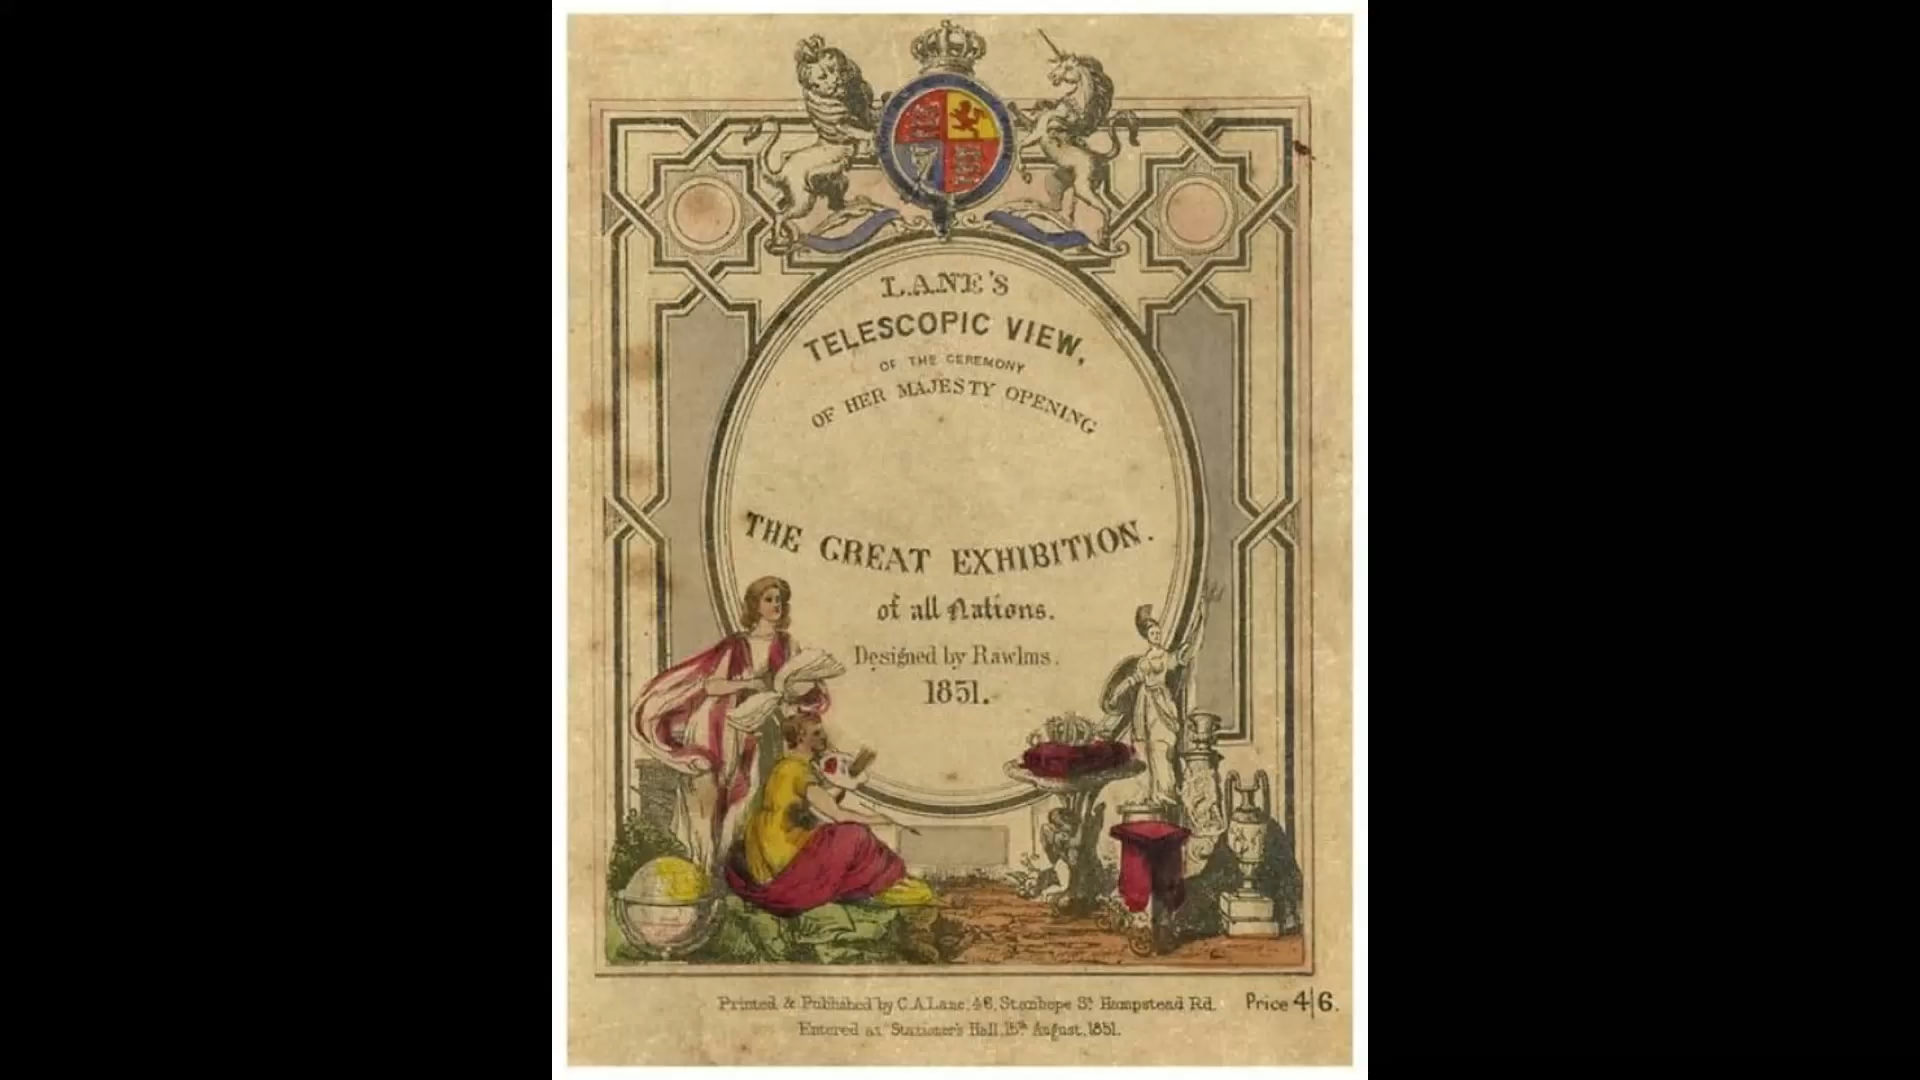 LANE'S
TELESCOPIC VIEW,
OF THE CEREMONY
OF HER MAJESTY OPENING
THE GREAT EXHIBITION.
of all Nations.
Designed by Rawlins.
1851.
Printed & Published by C.A. Lane, 46, Stanhope St. Hampstead Rd. Price 4/6.
Entered at Stationer's Hall, 15th August, 1851.